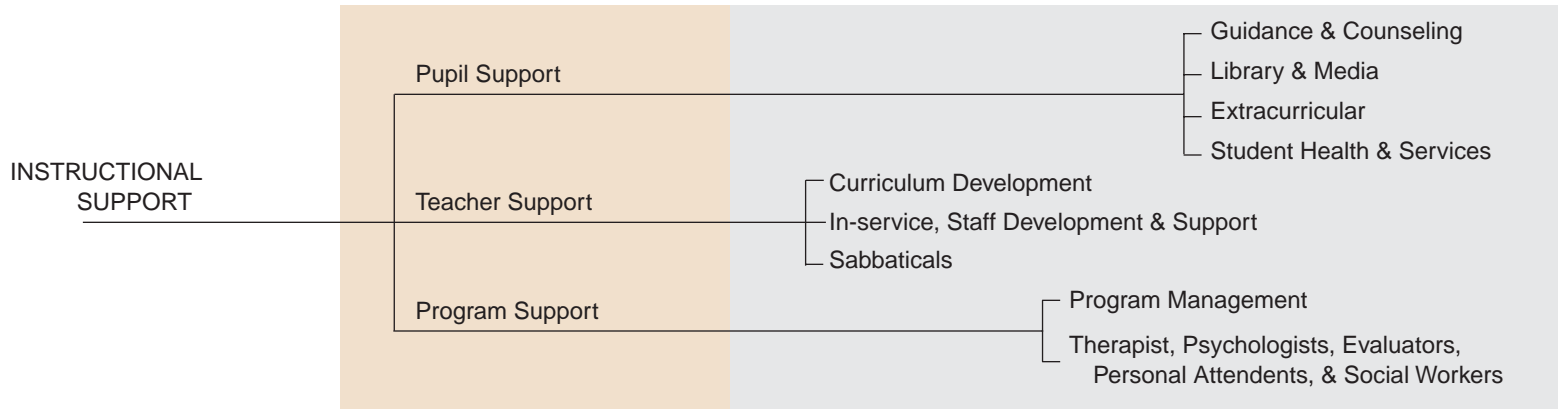 INSTRUCTIONAL
SUPPORT
Pupil Support
Guidance & Counseling
Library & Media
Extracurricular
Student Health & Services
Teacher Support
Curriculum Development
In-service, Staff Development & Support
Sabbaticals
Program Support
Program Management
Therapist, Psychologists, Evaluators,
Personal Attendents, & Social Workers